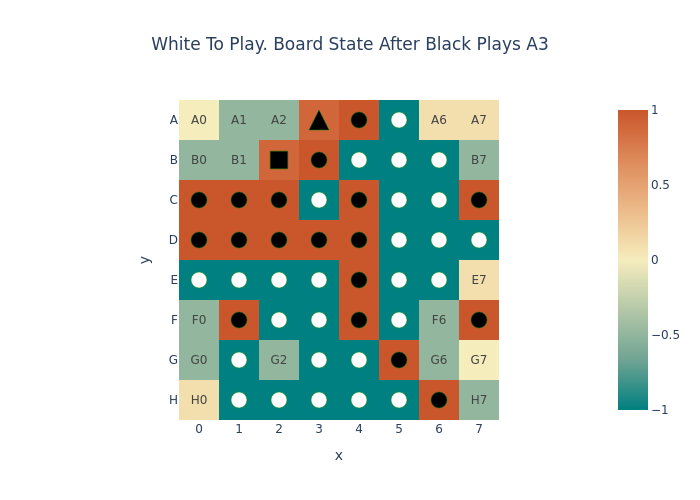 White To Play. Board State After Black Plays A3
A A0 A1 A2 A6 A7 1
B B0 B1 B7
C 0.5
D
y
E E7 0
F F0 F6 −0.5
G G0 G2 G6 G7
H H0 H7 −1
0 1 2 3 4 5 6 7
x